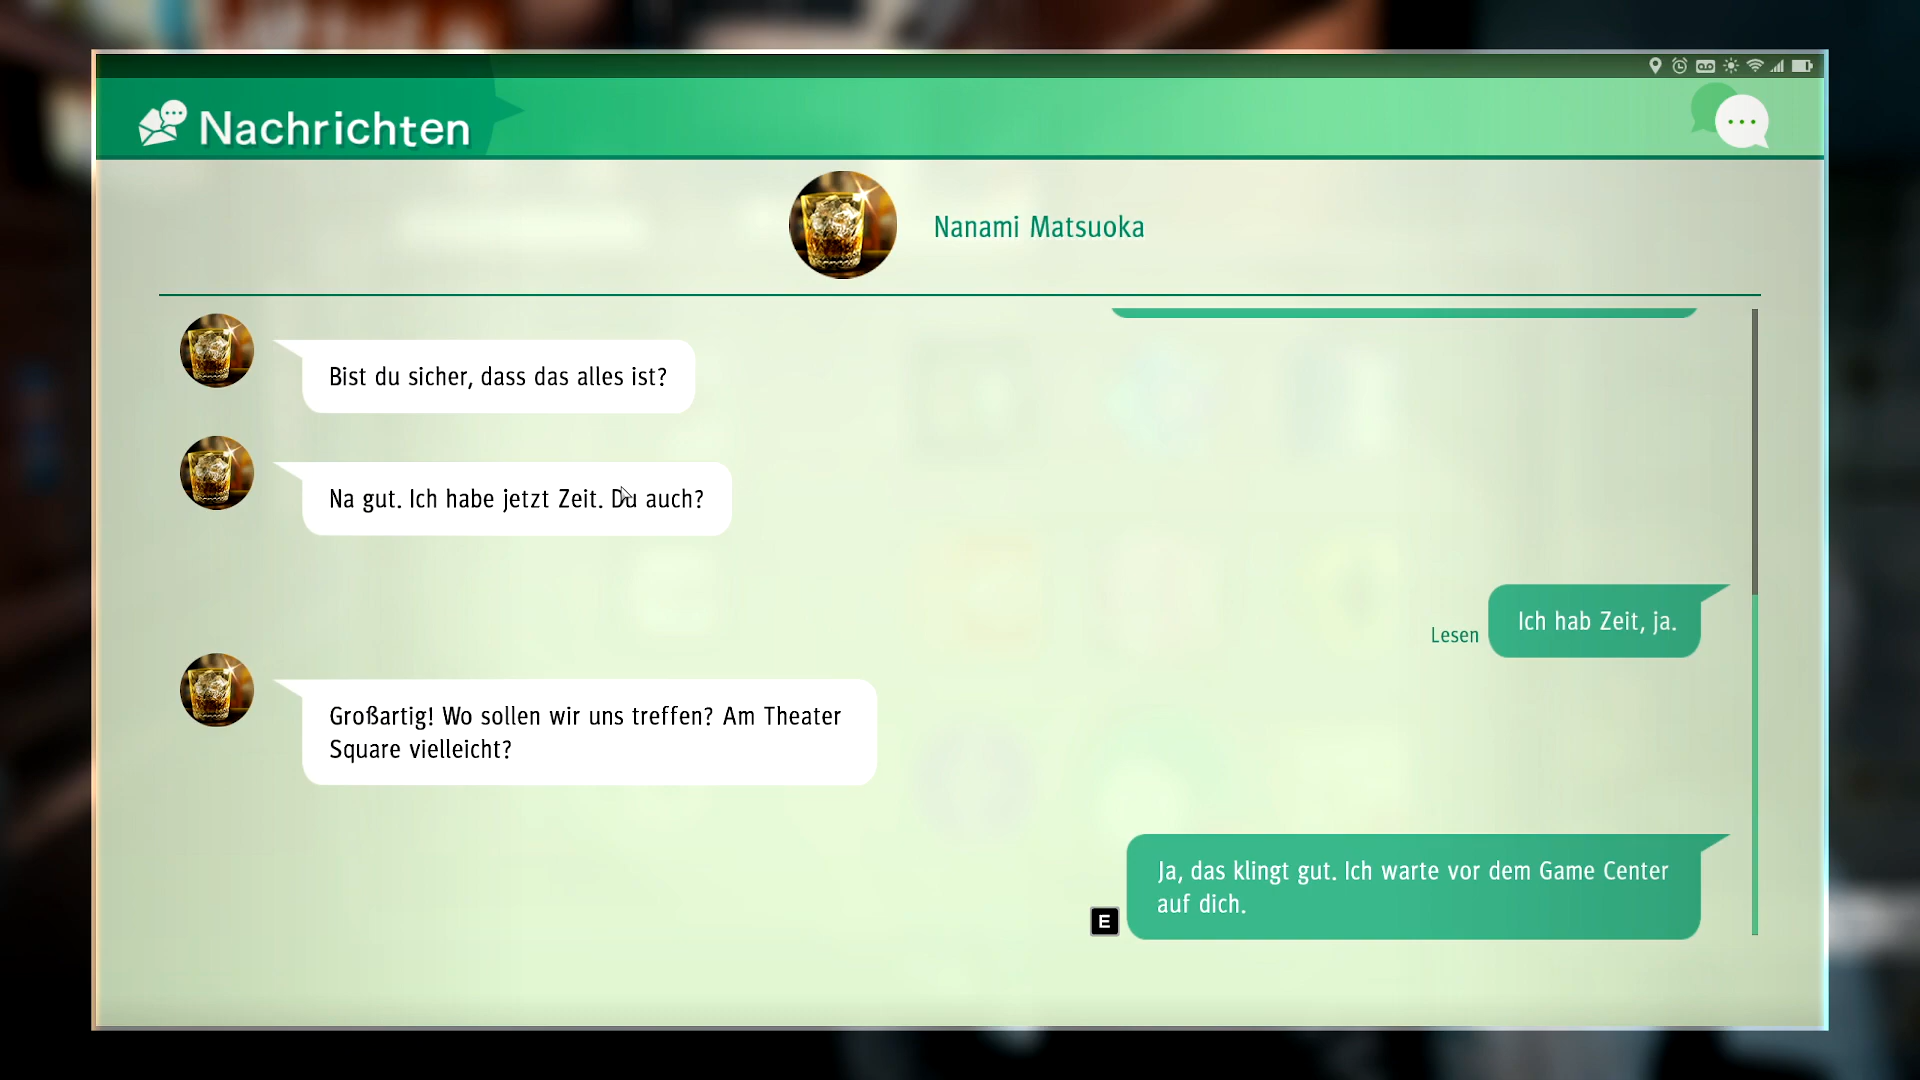 Nachrichten
Nanami Matsuoka
Bist du sicher, dass das alles ist?
Na gut. Ich habe jetzt Zeit. Du auch?
Lesen
Ich hab Zeit, ja.
Großartig! Wo sollen wir uns treffen? Am Theater
Square vielleicht?
Ja, das klingt gut. Ich warte vor dem Game Center
auf dich.
E